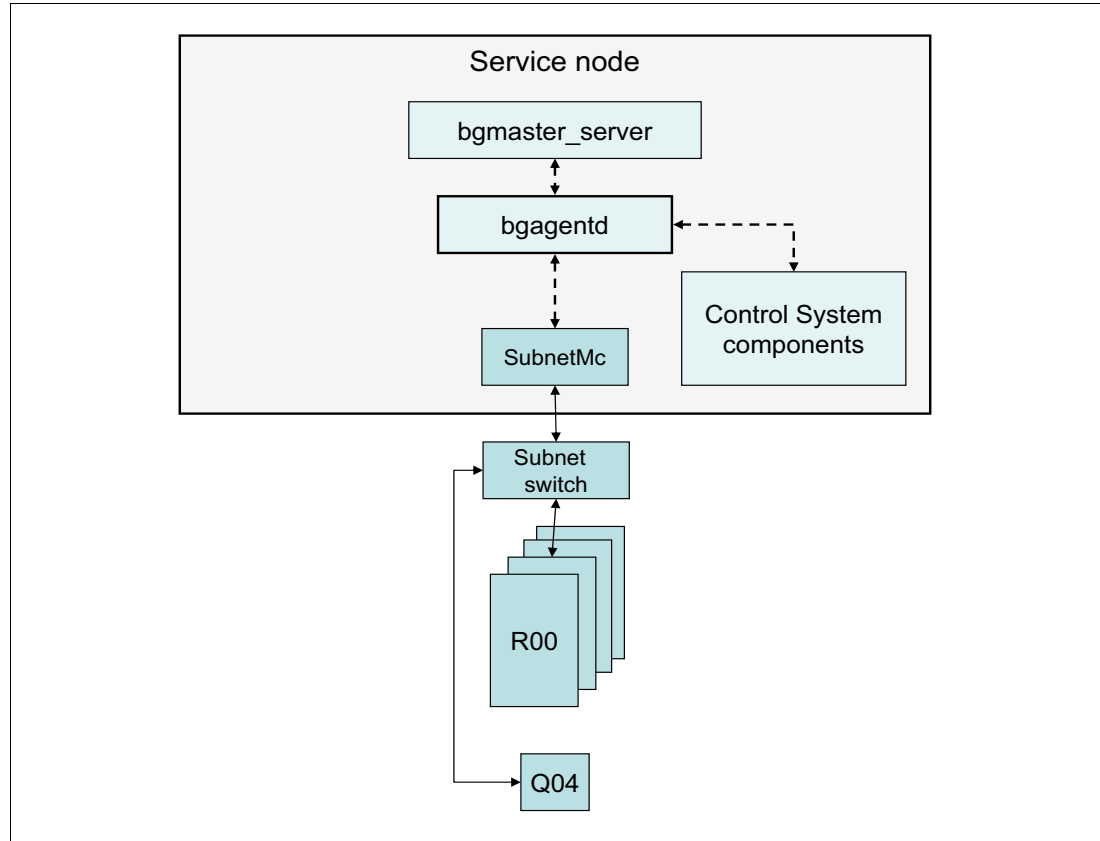 Service node
bgmaster_server
bgagentd
Control System
components
SubnetMc
Subnet
switch
R00
Q04